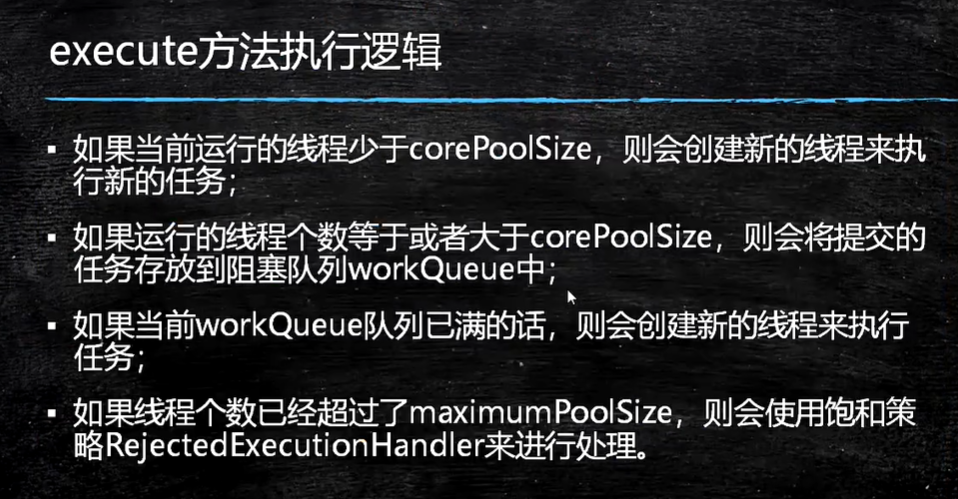 execute方法执行逻辑
▪ 如果当前运行的线程少于corePoolSize，则会创建新的线程来执
行新的任务；
▪ 如果运行的线程个数等于或者大于corePoolSize，则会将提交的
任务存放到阻塞队列workQueue中；
▪ 如果当前workQueue队列已满的话，则会创建新的线程来执行
任务；
▪ 如果线程个数已经超过了maximumPoolSize，则会使用饱和策
略RejectedExecutionHandler来进行处理。